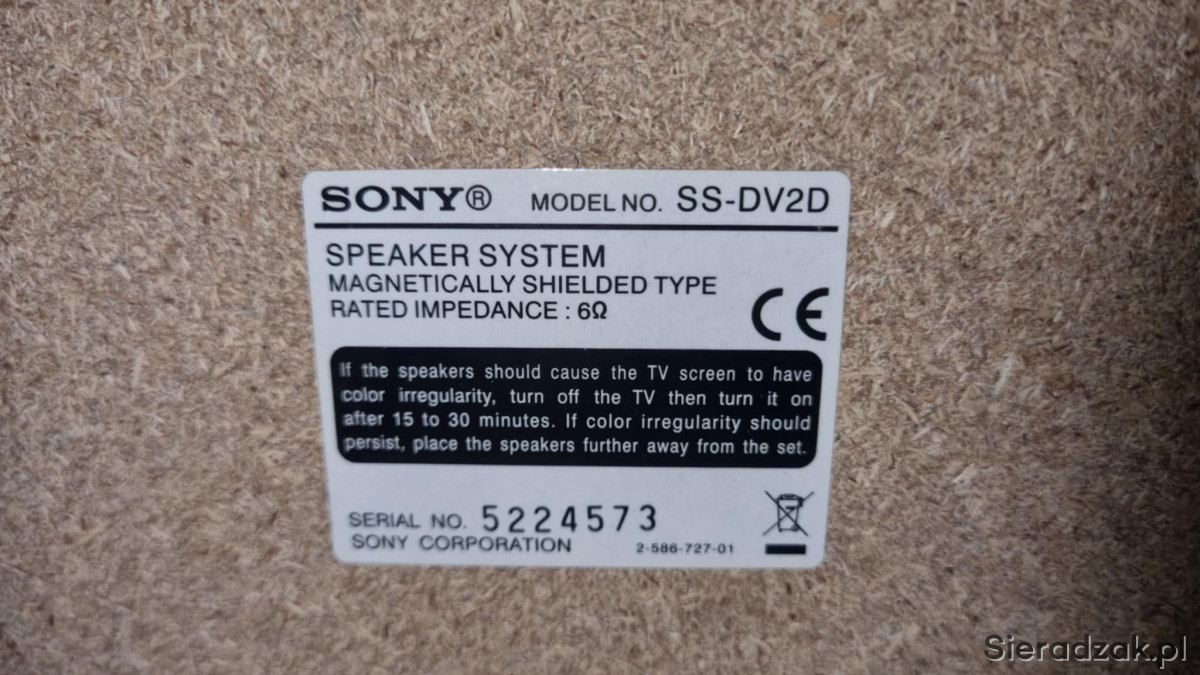 SONY® MODEL NO. SS-DV2D
SPEAKER SYSTEM
MAGNETICALLY SHIELDED TYPE
RATED IMPEDANCE : 6Ω
CE
If the speakers should cause the TV screen to have
color irregularity, turn off the TV then turn it on
after 15 to 30 minutes. If color irregularity should
persist, place the speakers further away from the set.
SERIAL NO. 5224573
SONY CORPORATION 2-586-727-01
Sieradzak.pl